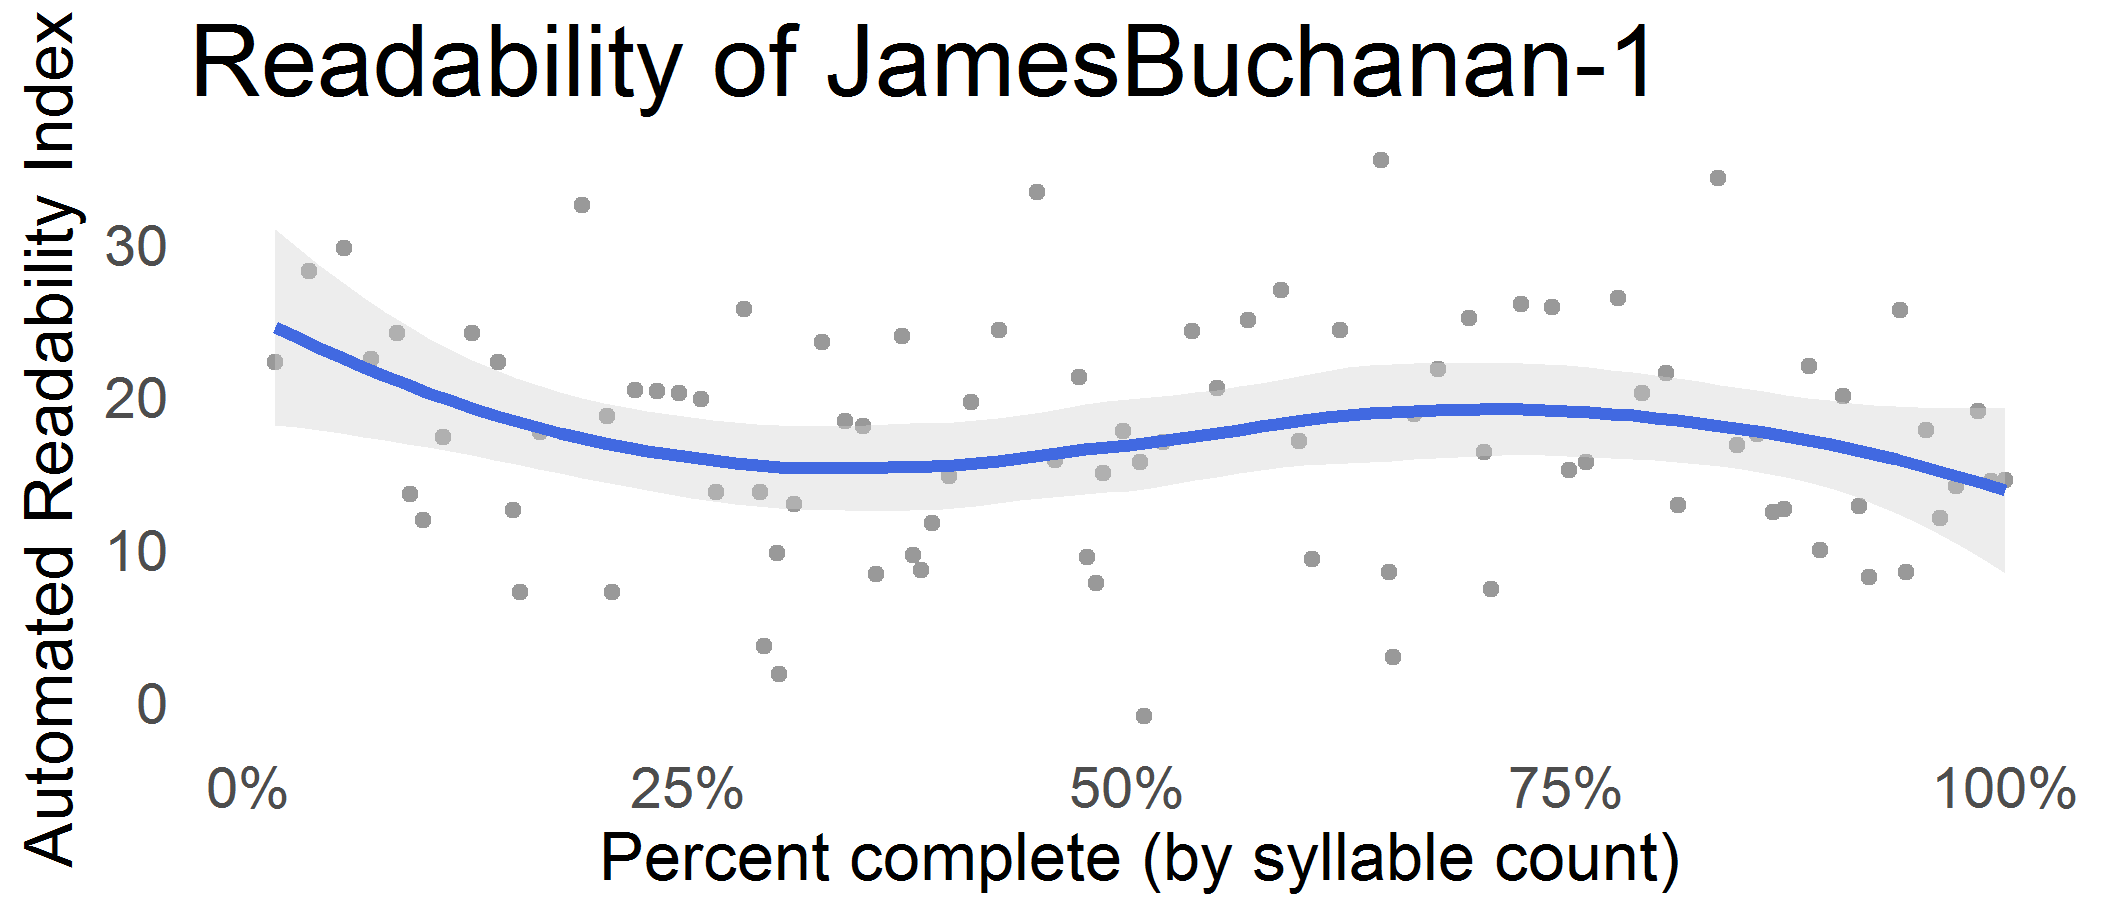 Readability of JamesBuchanan-1
Automated Readability Index
30
20
10
0
0% 25% 50% 75% 100%
Percent complete (by syllable count)